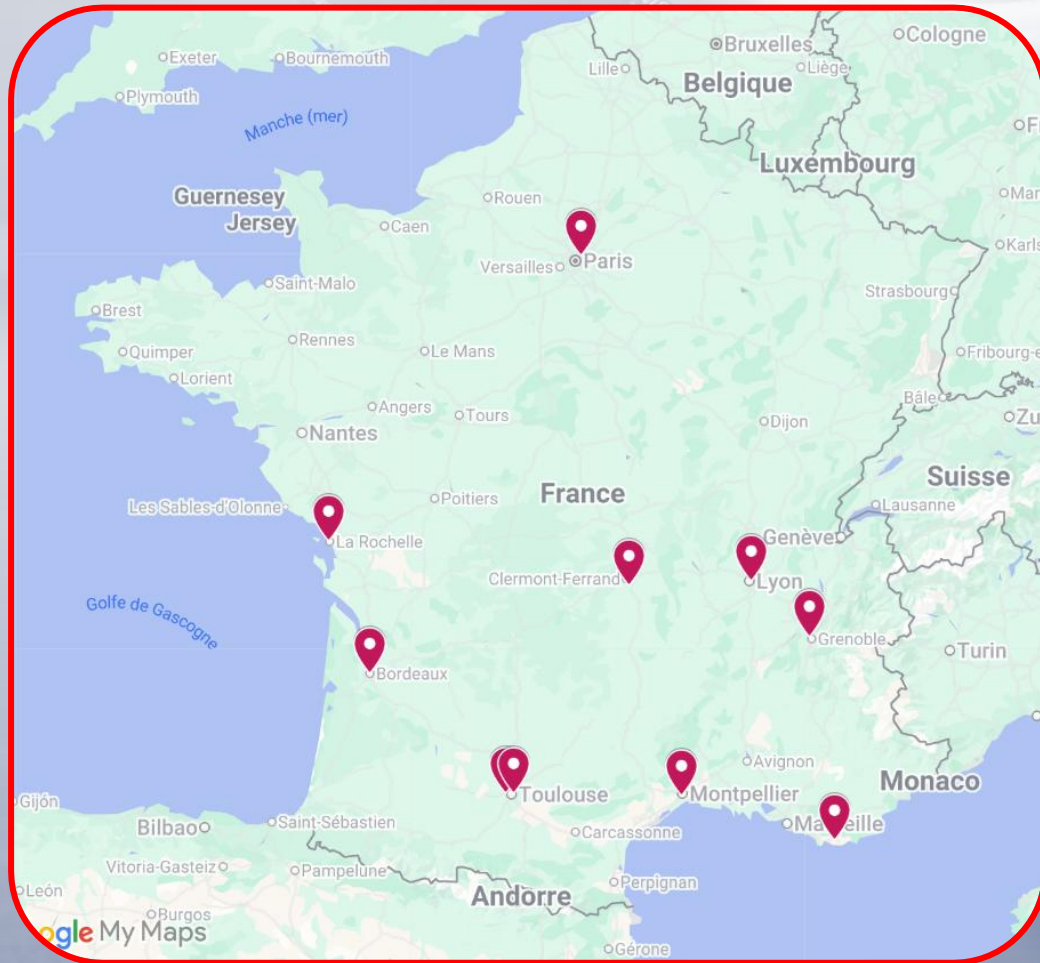 Bruxelles
Cologne
Exeter
Bournemouth
Lille
Liège
Belgique
Plymouth
Manche (mer)
Luxembourg
Guernesey
Jersey
Rouen
Caen
Versailles
Paris
Saint-Malo
Strasbourg
Brest
Rennes
Quimper
Le Mans
Lorient
Bâle
Angers
Tours
Dijon
Nantes
Suisse
France
Poitiers
Les Sables-d'Olonne
Lausanne
La Rochelle
Genève
Clermont-Ferrand
Lyon
Golfe de Gascogne
Grenoble
Turin
Bordeaux
Avignon
Monaco
Toulouse
Montpellier
Gijón
Bilbao
Saint-Sébastien
Carcassonne
Vitoria-Gasteiz
Pampelune
Perpignan
León
Andorre
Burgos
My Maps
Gérone